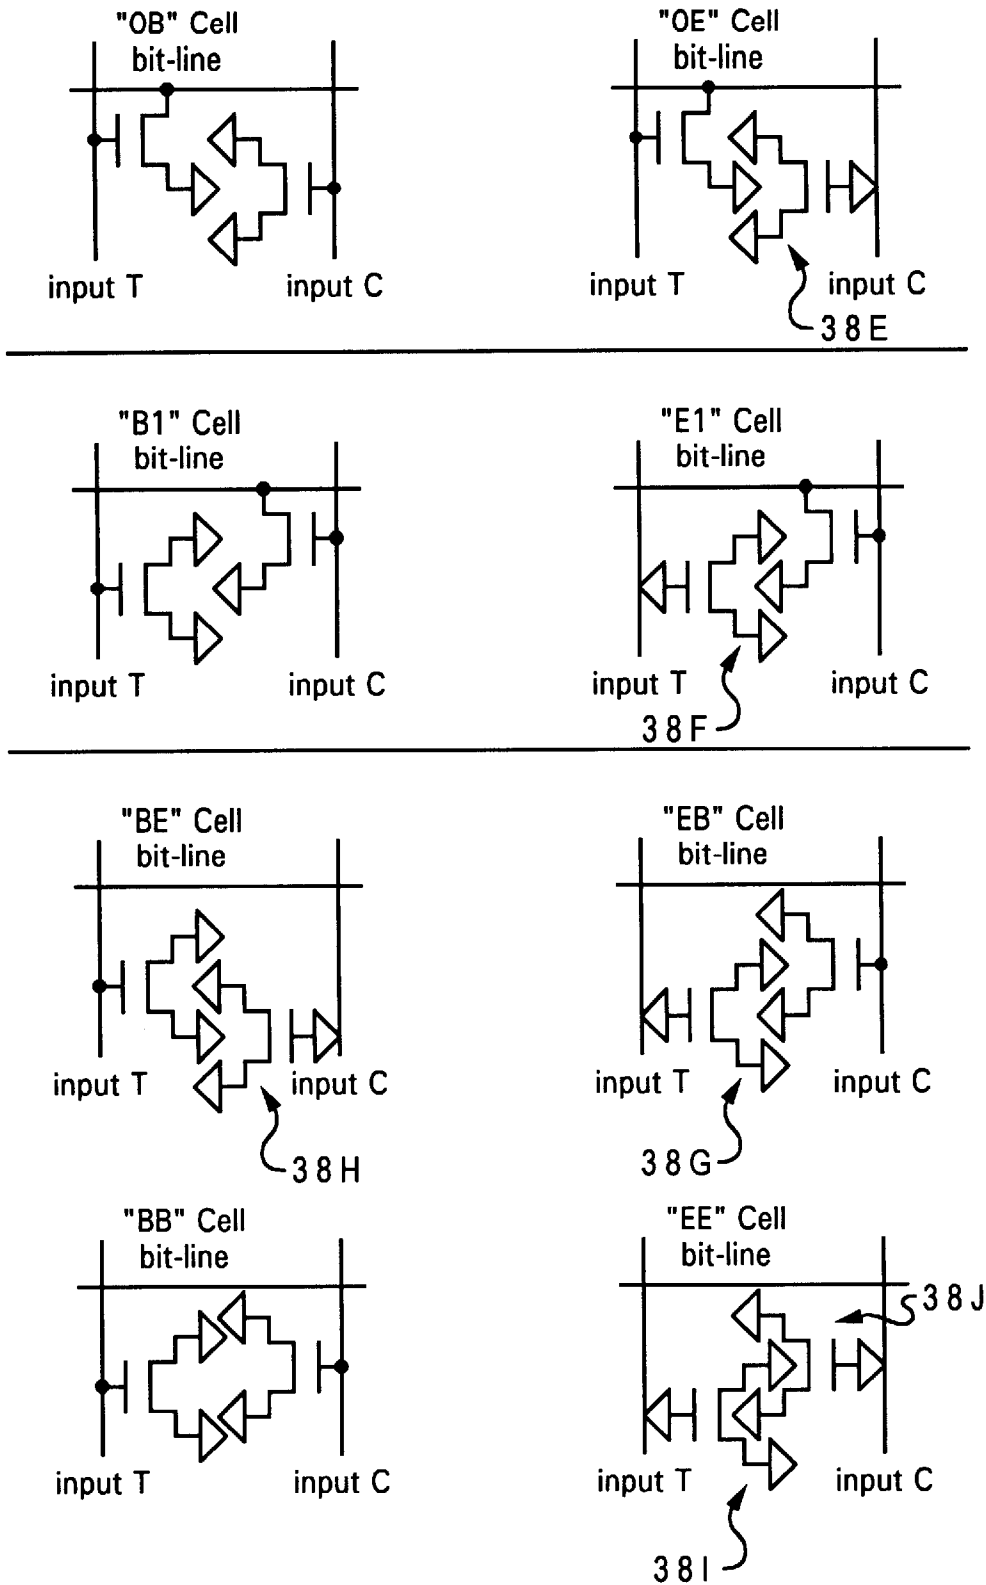 "OB" Cell
bit-line
input T
input C
"OE" Cell
bit-line
input T
input C
38E
"B1" Cell
bit-line
input T
input C
"E1" Cell
bit-line
input T
input C
38F
"BE" Cell
bit-line
input T
input C
38H
"EB" Cell
bit-line
input T
input C
38G
"BB" Cell
bit-line
input T
input C
"EE" Cell
bit-line
38J
input T
input C
38I